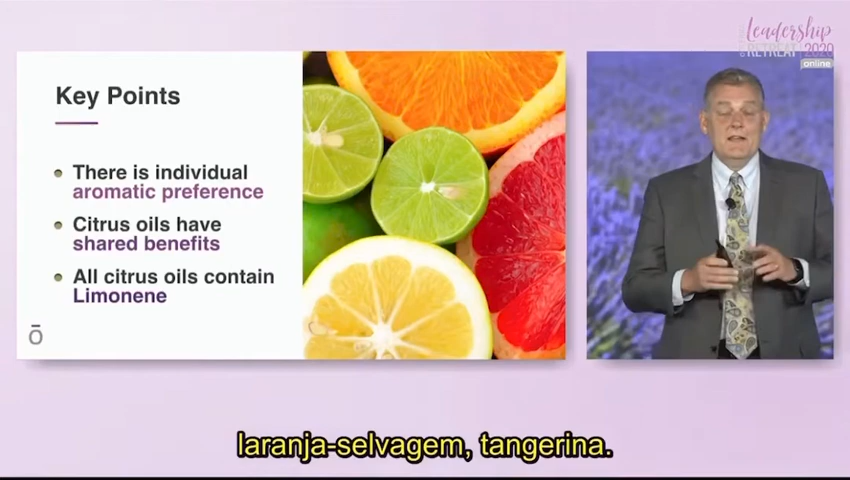 Leadership
RETREAT 2020
online
Key Points
There is individual
aromatic preference
Citrus oils have
shared benefits
All citrus oils contain
Limonene
ō
laranja-selvagem, tangerina.